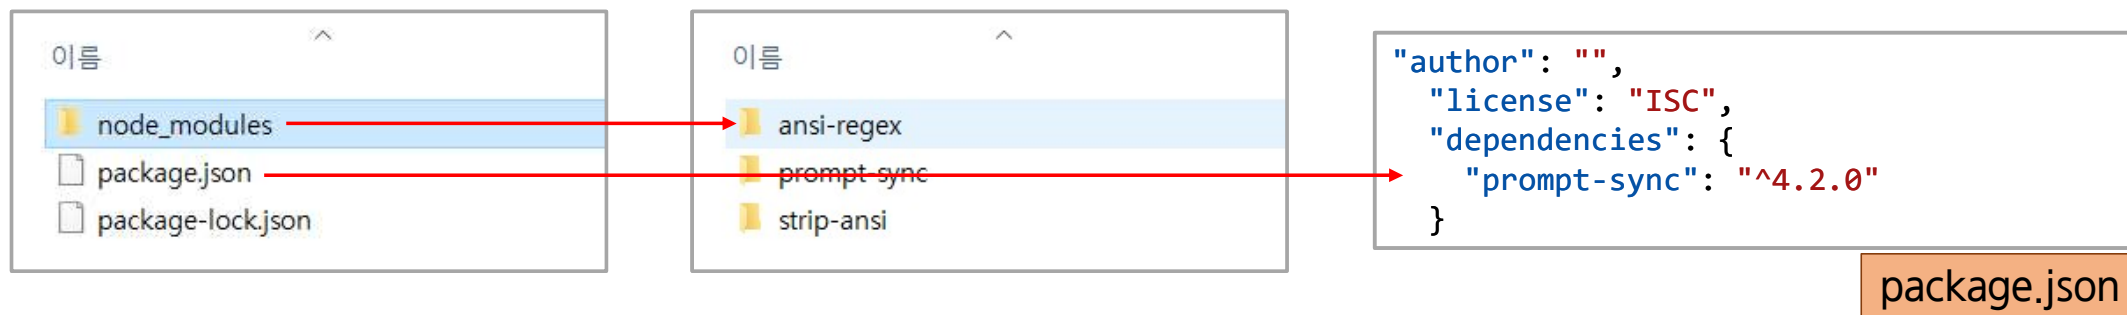 이름
node_modules
package.json
package-lock.json
이름
ansi-regex
prompt-sync
strip-ansi
"author": "",
"license": "ISC",
"dependencies": {
"prompt-sync": "^4.2.0"
}
package.json